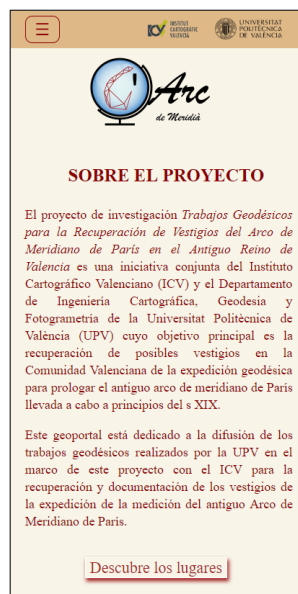 INSTITUT
CARTOGRÀFIC
VALENCIÀ
UNIVERSITAT
POLITÈCNICA
DE VALÈNCIA
Arc
de Meridià
SOBRE EL PROYECTO
El proyecto de investigación Trabajos Geodésicos
para la Recuperación de Vestigios del Arco de
Meridiano de París en el Antiguo Reino de
Valencia es una iniciativa conjunta del Instituto
Cartográfico Valenciano (ICV) y el Departamento
de Ingeniería Cartográfica, Geodesia y
Fotogrametría de la Universitat Politècnica de
València (UPV) cuyo objetivo principal es la
recuperación de posibles vestigios en la
Comunidad Valenciana de la expedición geodésica
para prologar el antiguo arco de meridiano de París
llevada a cabo a principios del s XIX.
Este geoportal está dedicado a la difusión de los
trabajos geodésicos realizados por la UPV en el
marco de este proyecto con el ICV para la
recuperación y documentación de los vestigios de
la expedición de la medición del antiguo Arco de
Meridiano de París.
Descubre los lugares